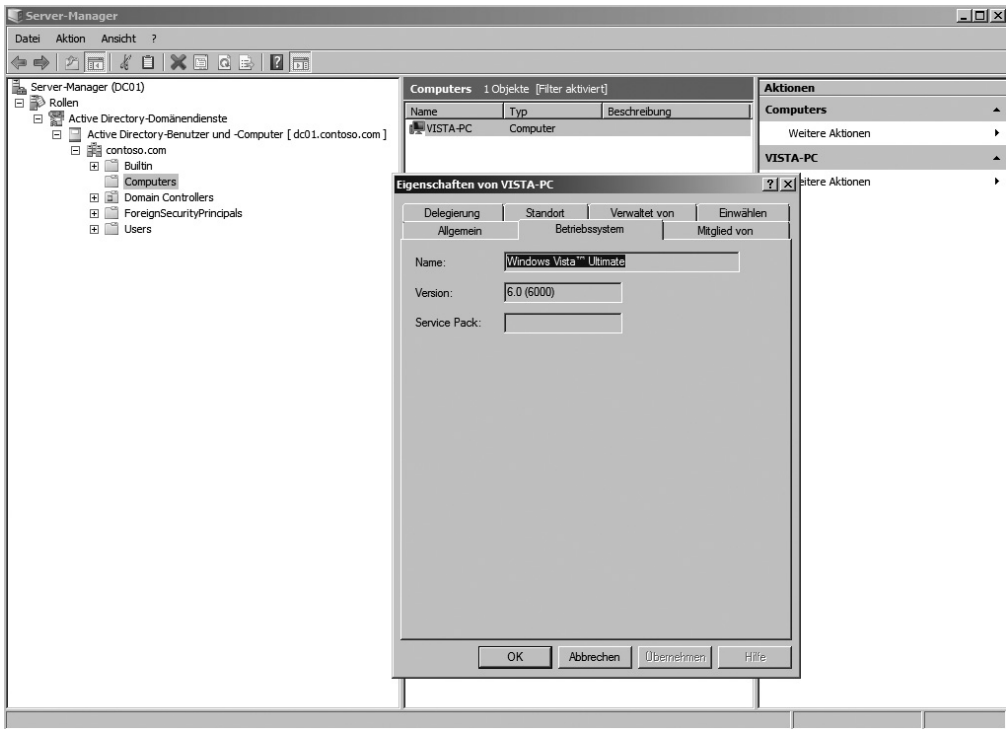 Server-Manager
Datei Aktion Ansicht ?
Server-Manager (DC01)
Rollen
Active Directory-Domänendienste
Active Directory-Benutzer und -Computer [ dc01.contoso.com ]
contoso.com
Builtin
Computers
Domain Controllers
ForeignSecurityPrincipals
Users
Computers 1 Objekte [Filter aktiviert]
Name Typ Beschreibung
VISTA-PC Computer
Aktionen
Computers
Weitere Aktionen
VISTA-PC
eitere Aktionen
Eigenschaften von VISTA-PC
Delegierung Standort Verwaltet von Einwählen
Allgemein Betriebssystem Mitglied von
Name: Windows Vista™ Ultimate
Version: 6.0 (6000)
Service Pack:
OK Abbrechen Übernehmen Hilfe